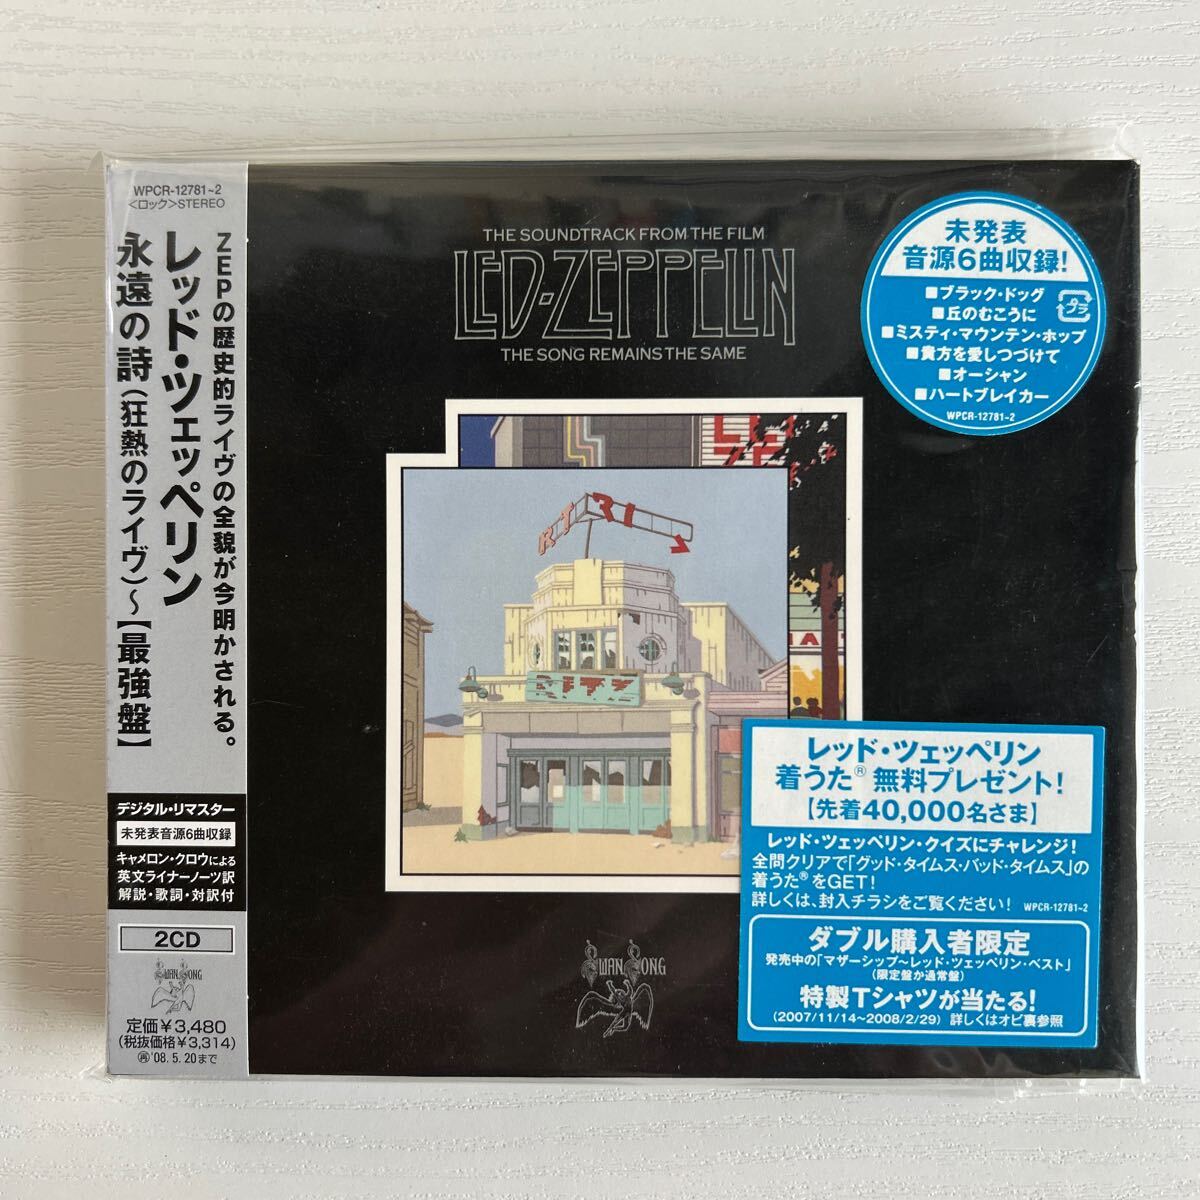 WPCR-12781~2
<ロック>STEREO
ZEPの歴史的ライヴの全貌が今明かされる。
レッド・ツェッペリン
永遠の詩(狂熱のライヴ)~【最強盤】
デジタル・リマスター
未発表音源6曲収録
キャメロン・クロウによる
英文ライナーノーツ訳
解説・歌詞・対訳付
2CD
SWAN SONG
定価¥3,480
(税抜価格¥3,314)
再'08.5.20まで
THE SOUNDTRACK FROM THE FILM
LED-ZEPPELIN
THE SONG REMAINS THE SAME
RITZ
SWAN SONG
未発表
音源6曲収録!
■ブラック・ドッグ
■丘のむこうに
■ミスティ・マウンテン・ホップ
■貴方を愛しつづけて
■オーシャン
■ハートブレイカー
WPCR-12781~2
プラ
レッド・ツェッペリン
着うた®無料プレゼント!
【先着40,000名さま】
レッド・ツェッペリン・クイズにチャレンジ!
全問クリアで「グッド・タイムス・バッド・タイムス」の
着うた®をGET!
詳しくは、封入チラシをご覧ください! WPCR-12781~2
ダブル購入者限定
発売中の「マザーシップ~レッド・ツェッペリン・ベスト」
(限定盤か通常盤)
特製Tシャツが当たる!
(2007/11/14~2008/2/29) 詳しくはオビ裏参照